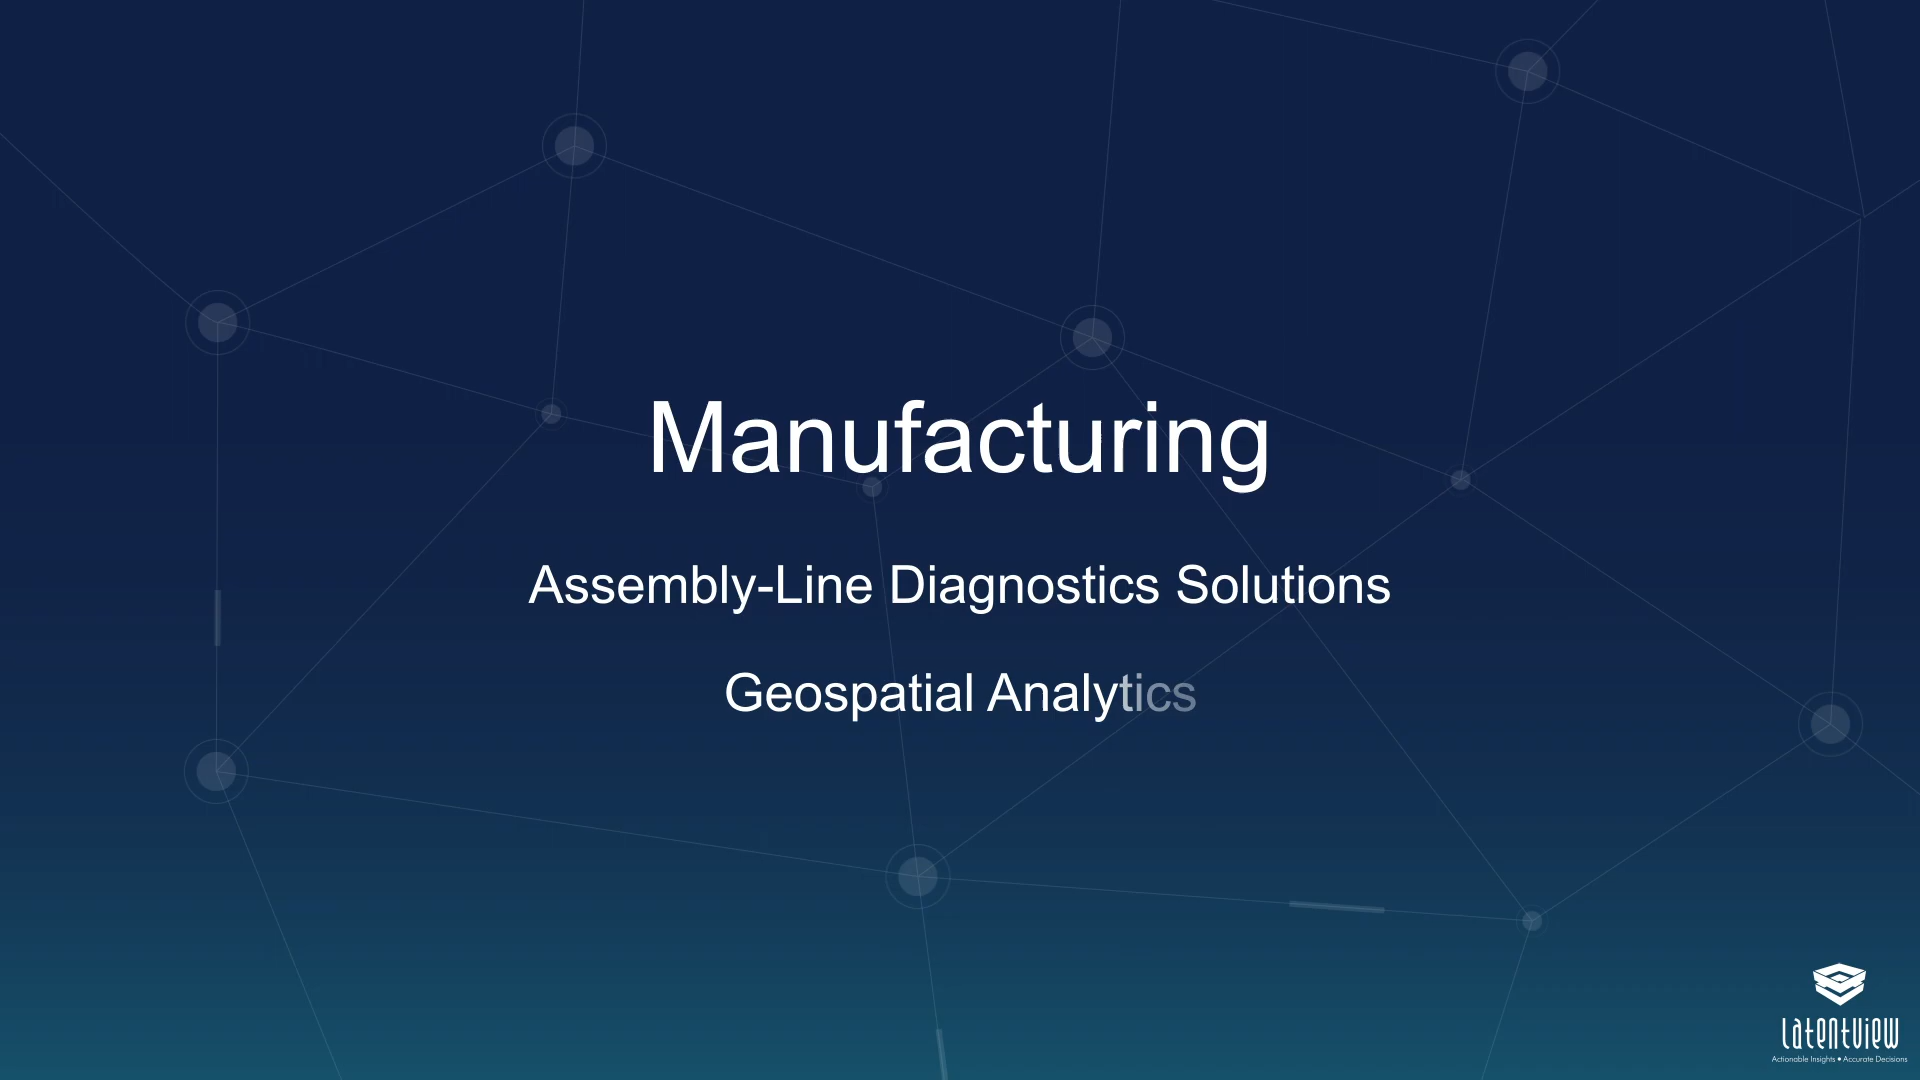 Manufacturing
Assembly-Line Diagnostics Solutions
Geospatial Analytics
LatentView
Actionable Insights • Accurate Decisions